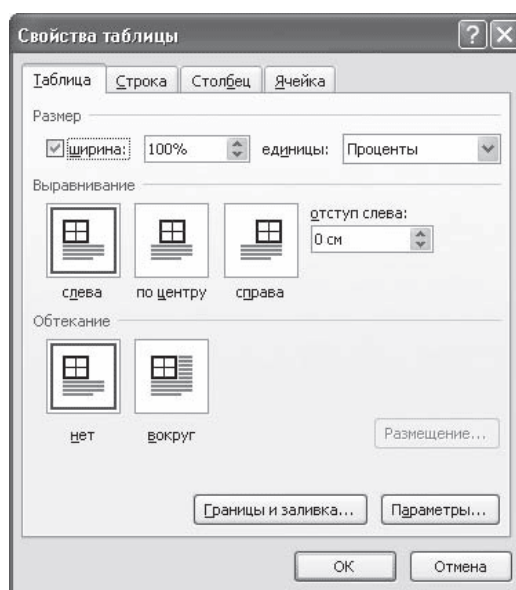 Свойства таблицы
Таблица Строка Столбец Ячейка
Размер
ширина: 100% единицы: Проценты
Выравнивание
отступ слева:
0 см
слева по центру справа
Обтекание
нет вокруг
Размещение...
Границы и заливка... Параметры...
ОК Отмена